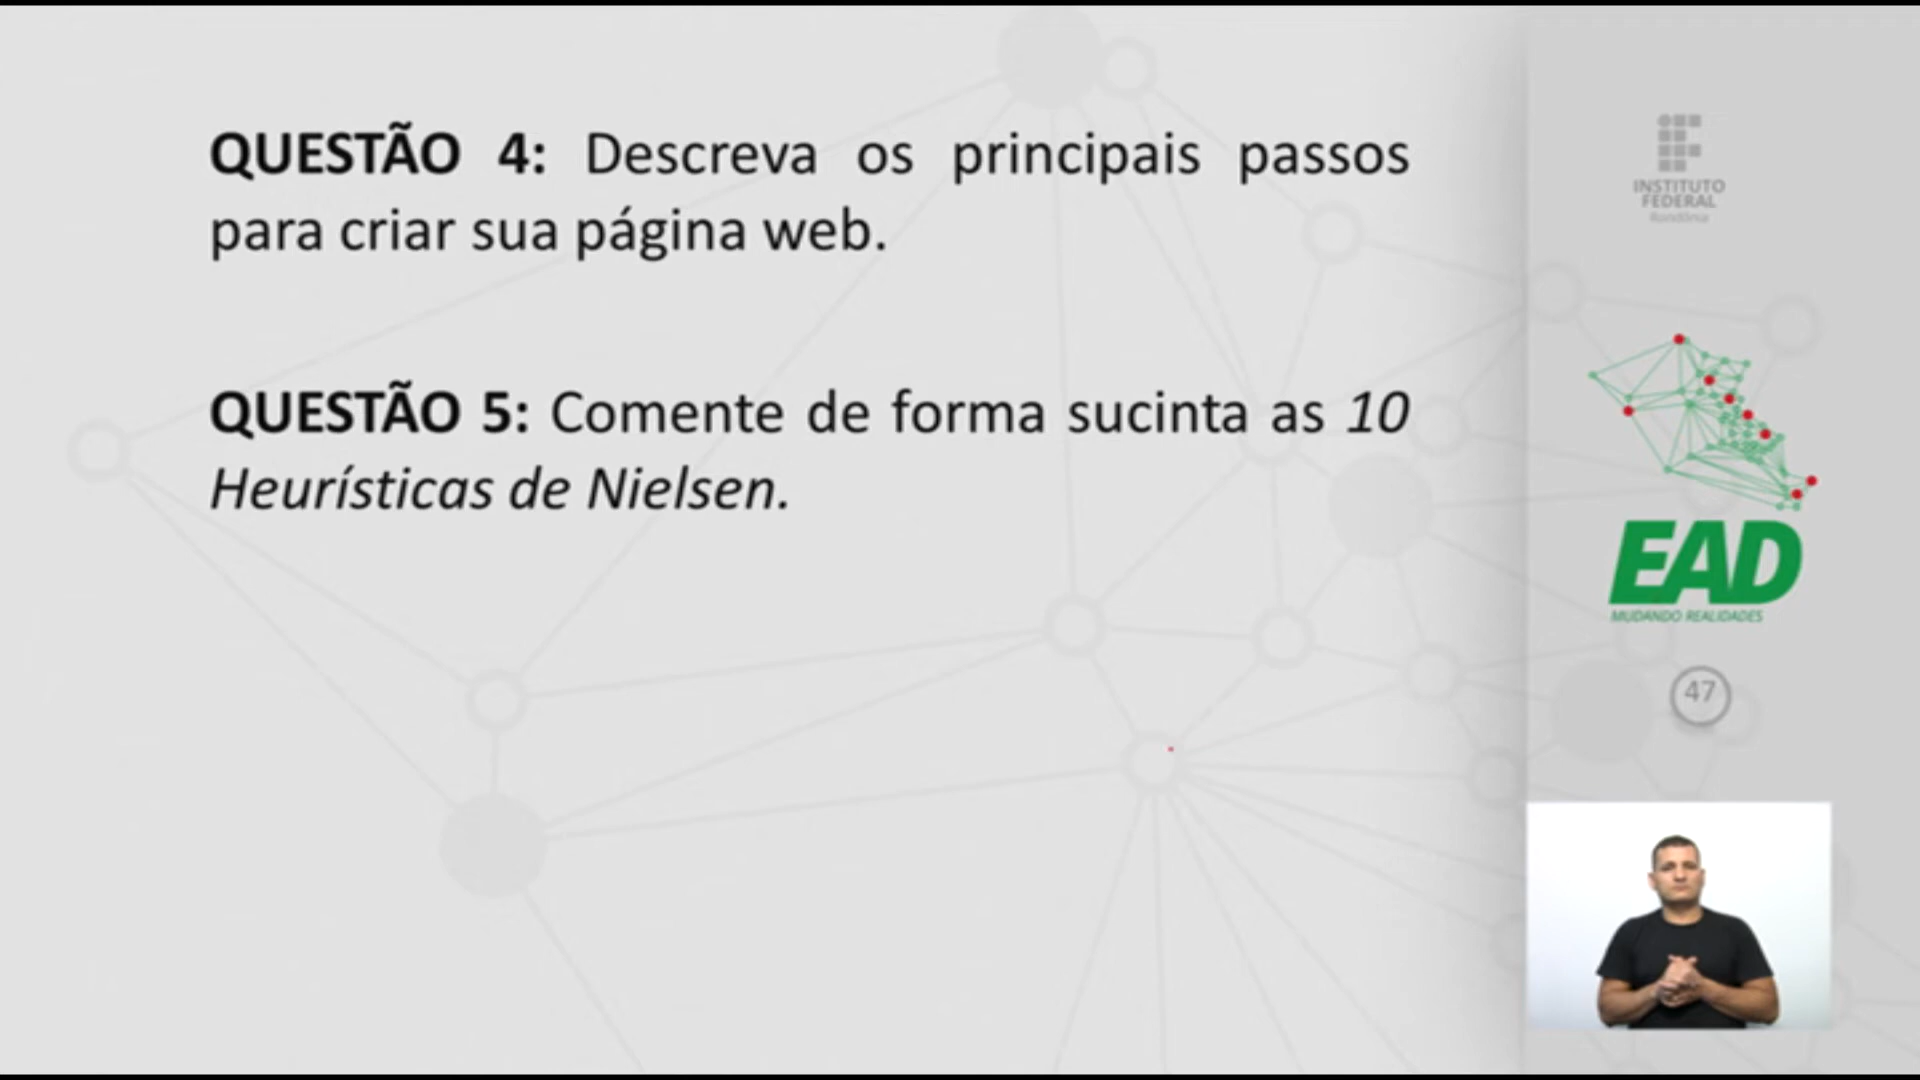 QUESTÃO 4: Descreva os principais passos
para criar sua página web.
QUESTÃO 5: Comente de forma sucinta as 10
Heurísticas de Nielsen.
INSTITUTO
FEDERAL
Rondônia
EAD
MUDANDO REALIDADES
47